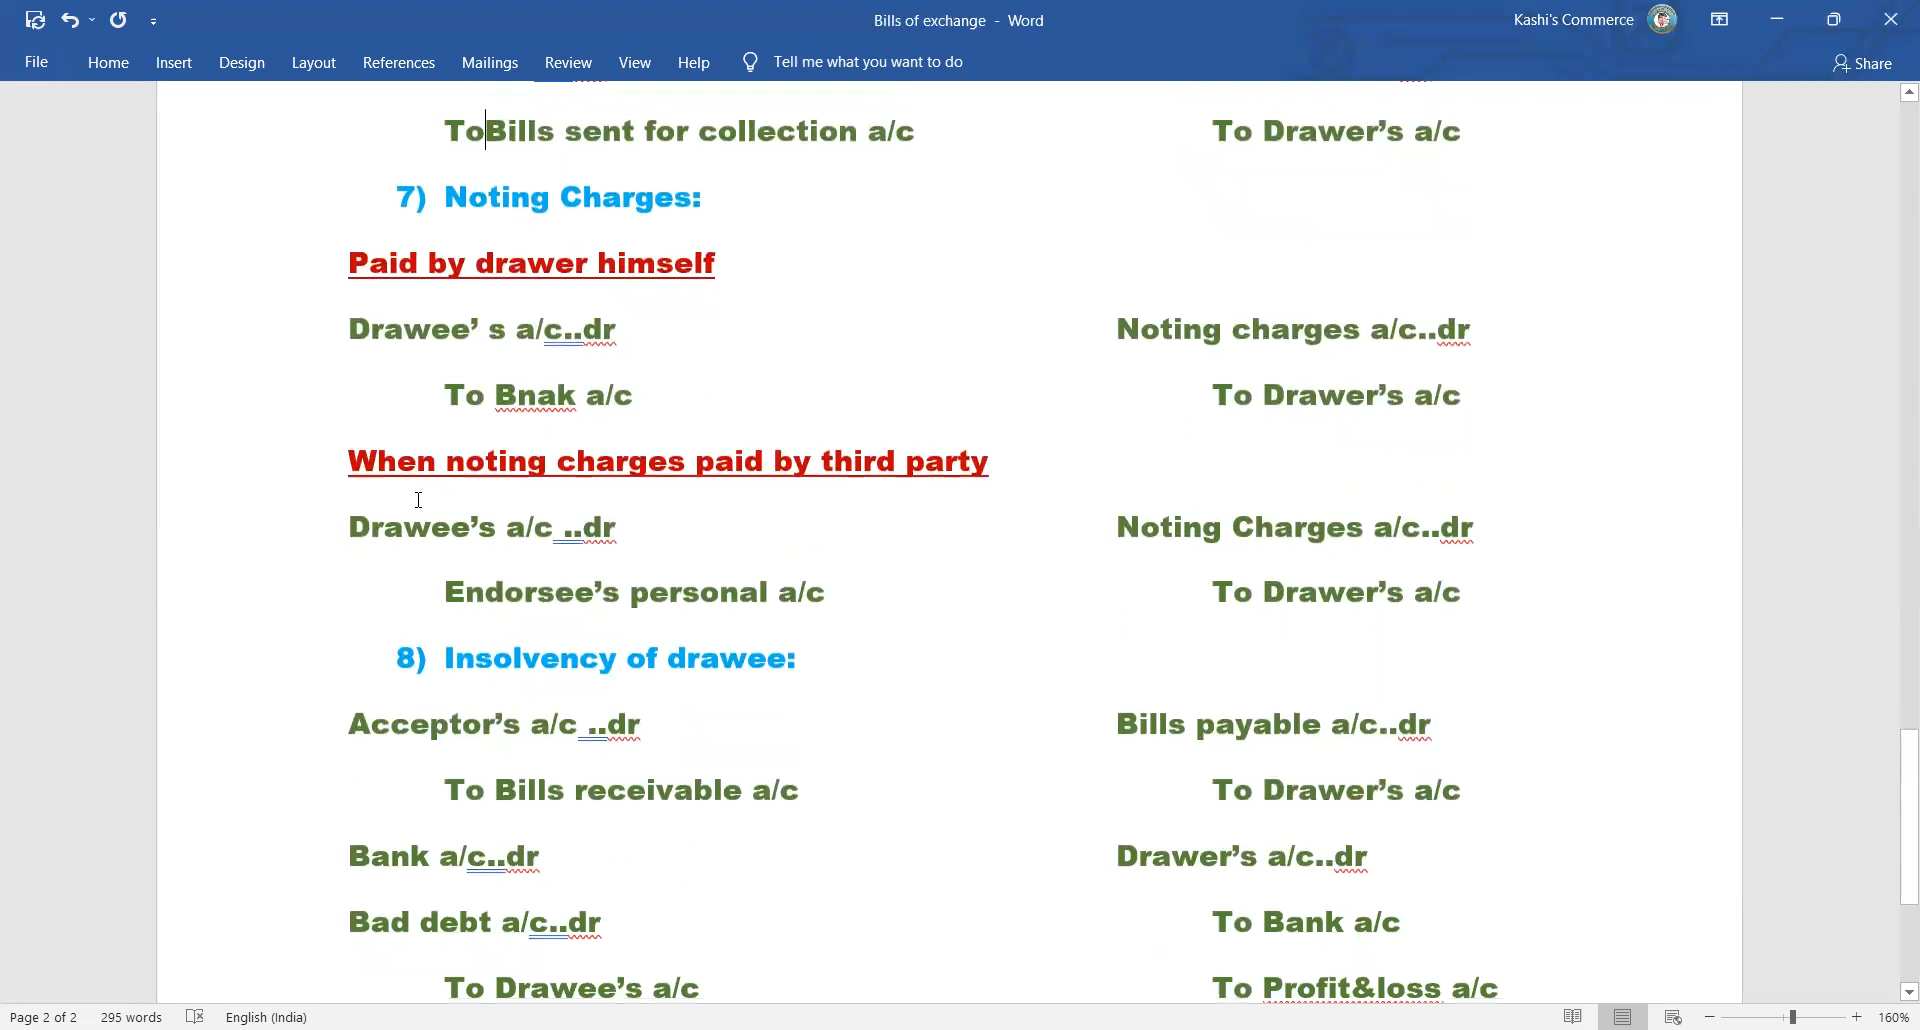 Bills of exchange - Word
Kashi's Commerce
File Home Insert Design Layout References Mailings Review View Help Tell me what you want to do
Share
ToBills sent for collection a/c To Drawer’s a/c
7) Noting Charges:
Paid by drawer himself
Drawee’ s a/c..dr Noting charges a/c..dr
To Bnak a/c To Drawer’s a/c
When noting charges paid by third party
Drawee’s a/c ..dr Noting Charges a/c..dr
Endorsee’s personal a/c To Drawer’s a/c
8) Insolvency of drawee:
Acceptor’s a/c ..dr Bills payable a/c..dr
To Bills receivable a/c To Drawer’s a/c
Bank a/c..dr Drawer’s a/c..dr
Bad debt a/c..dr To Bank a/c
To Drawee’s a/c To Profit&loss a/c
Page 2 of 2 295 words English (India) 160%